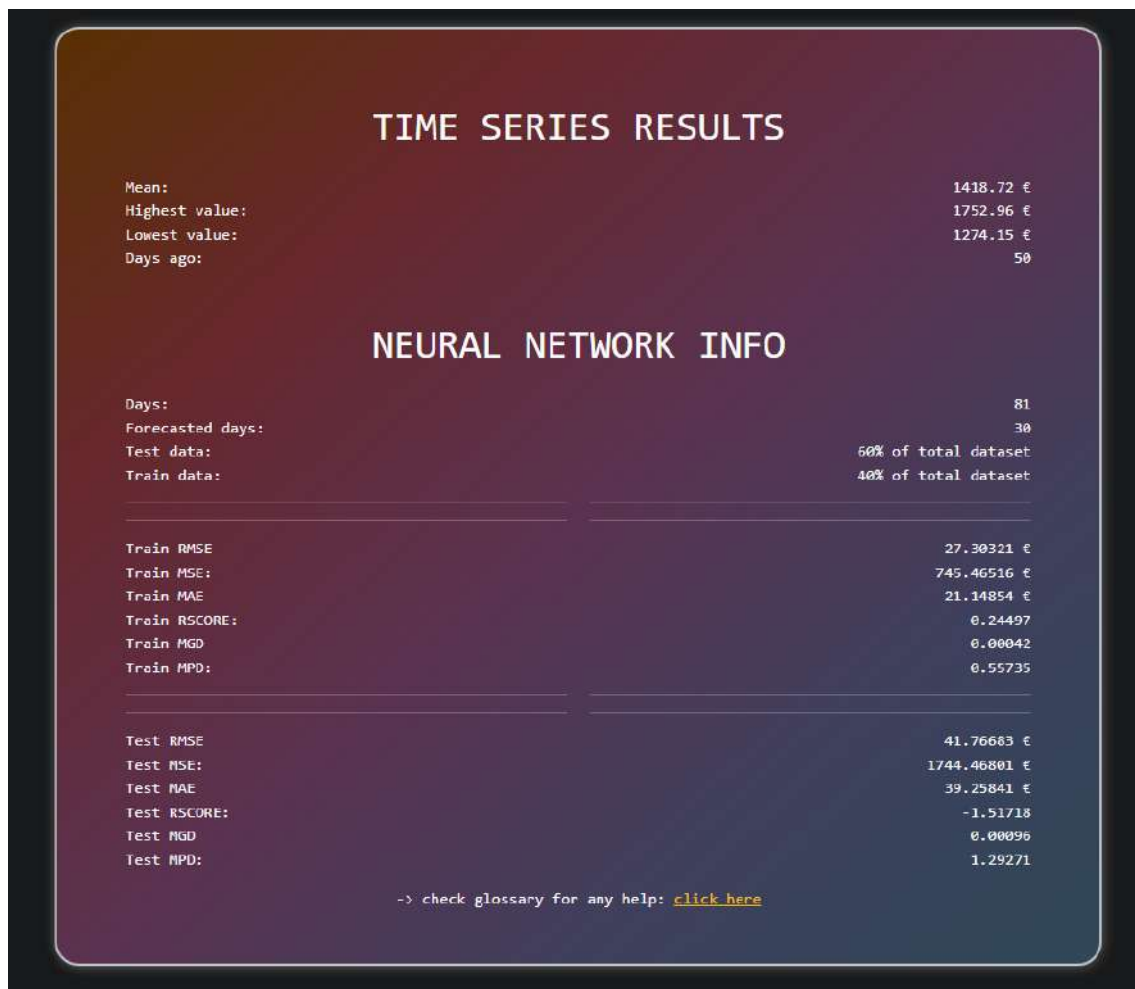 TIME SERIES RESULTS
Mean: 1418.72 €
Highest value: 1752.96 €
Lowest value: 1274.15 €
Days ago: 50
NEURAL NETWORK INFO
Days: 81
Forecasted days: 30
Test data: 60% of total dataset
Train data: 40% of total dataset
Train RMSE 27.30321 €
Train MSE: 745.46516 €
Train MAE 21.14854 €
Train RSCORE: 0.24497
Train MGD 0.00042
Train MPD: 0.55735
Test RMSE 41.76683 €
Test MSE: 1744.46801 €
Test MAE 39.25841 €
Test RSCORE: -1.51718
Test MGD 0.00096
Test MPD: 1.29271
-> check glossary for any help: click here